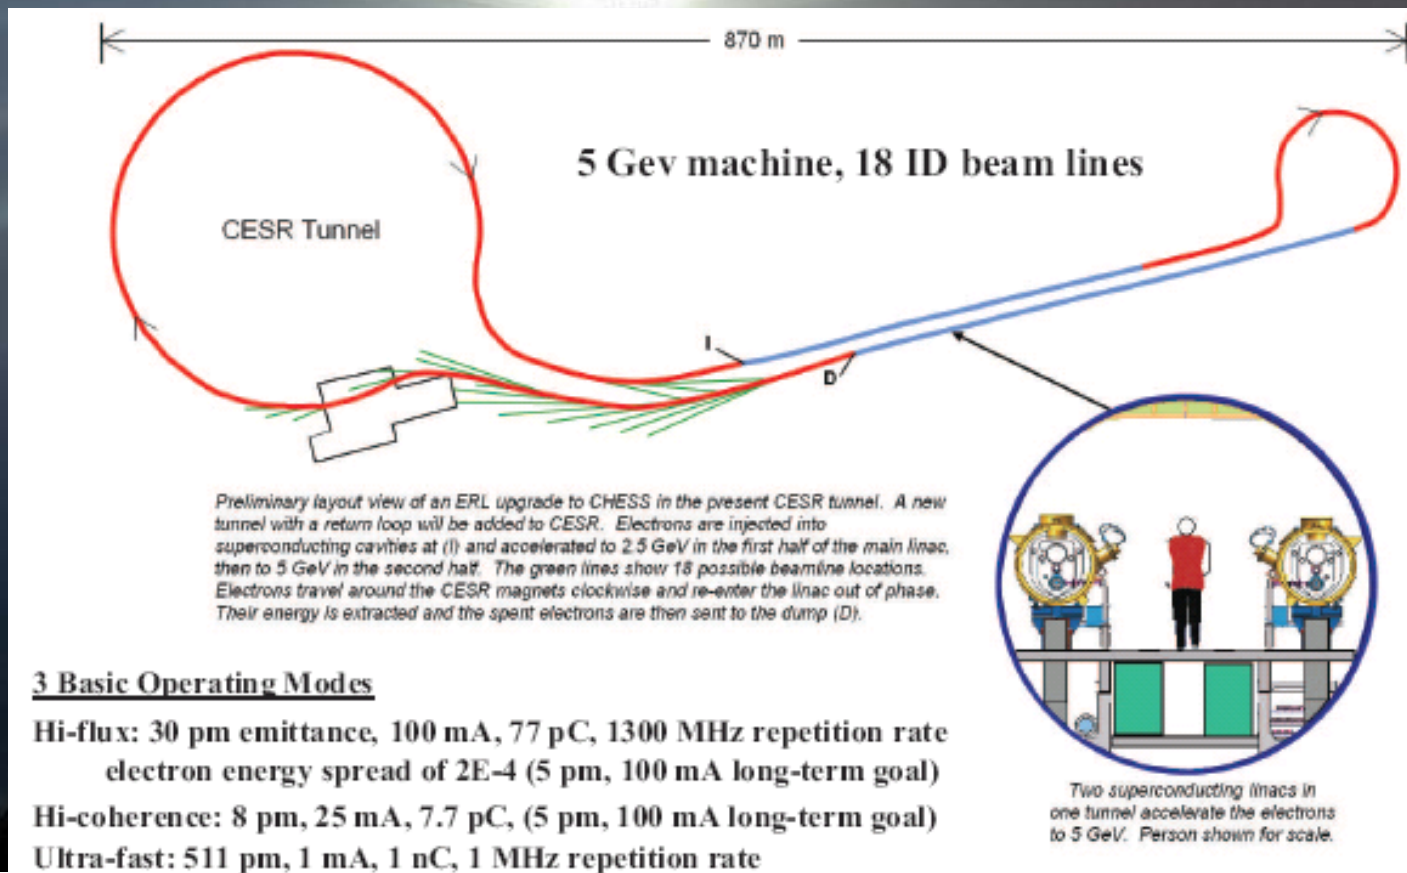 870 m
5 Gev machine, 18 ID beam lines
CESR Tunnel
I
D
Preliminary layout view of an ERL upgrade to CHESS in the present CESR tunnel. A new
tunnel with a return loop will be added to CESR. Electrons are injected into
superconducting cavities at (I) and accelerated to 2.5 GeV in the first half of the main linac,
then to 5 GeV in the second half. The green lines show 18 possible beamline locations.
Electrons travel around the CESR magnets clockwise and re-enter the linac out of phase.
Their energy is extracted and the spent electrons are then sent to the dump (D).
Two superconducting linacs in
one tunnel accelerate the electrons
to 5 GeV. Person shown for scale.
3 Basic Operating Modes
Hi-flux: 30 pm emittance, 100 mA, 77 pC, 1300 MHz repetition rate
electron energy spread of 2E-4 (5 pm, 100 mA long-term goal)
Hi-coherence: 8 pm, 25 mA, 7.7 pC, (5 pm, 100 mA long-term goal)
Ultra-fast: 511 pm, 1 mA, 1 nC, 1 MHz repetition rate